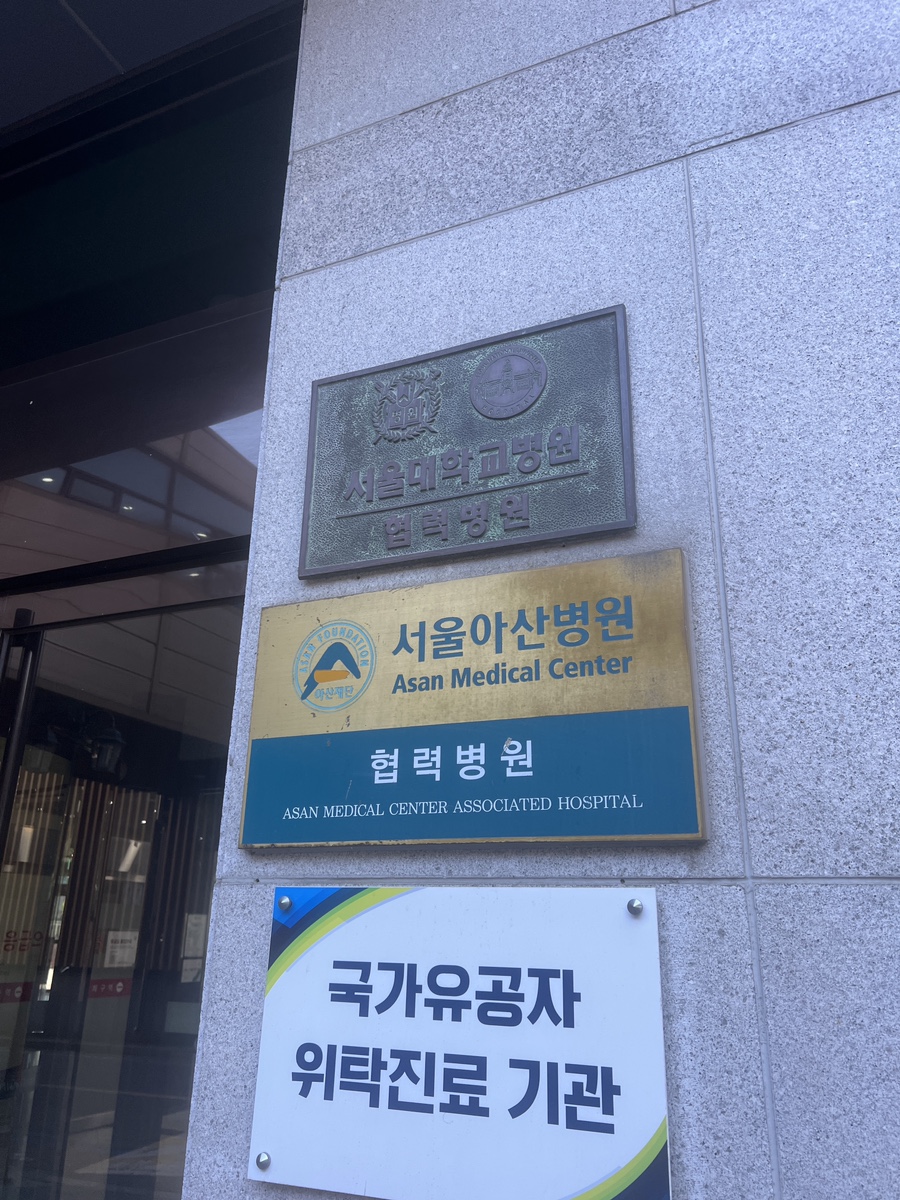 서울대학교병원
협력병원
ASAN FOUNDATION
아산재단
서울아산병원
Asan Medical Center
협력병원
ASAN MEDICAL CENTER ASSOCIATED HOSPITAL
국가유공자
위탁진료 기관